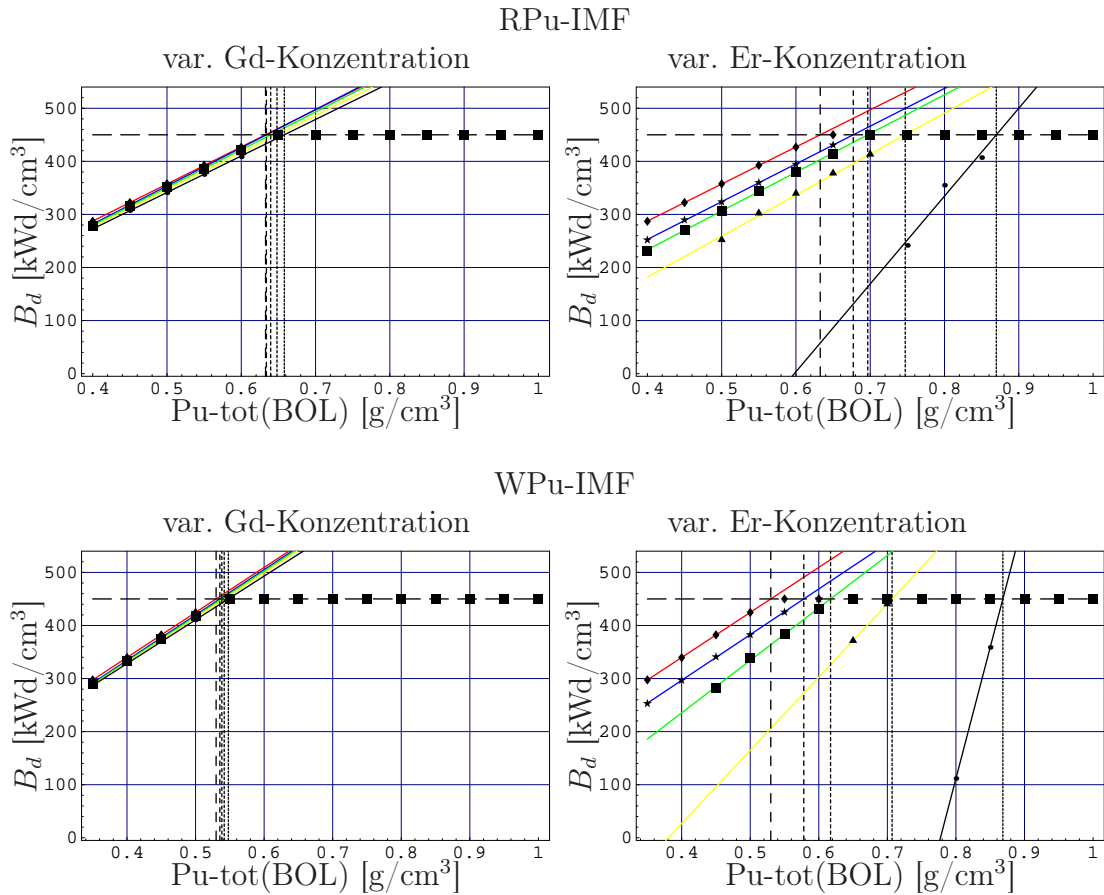 RPu-IMF
var. Gd-Konzentration
var. Er-Konzentration
B_d [kWd/cm³]
500
400
300
200
100
0
0.4 0.5 0.6 0.7 0.8 0.9 1
Pu-tot(BOL) [g/cm³]
B_d [kWd/cm³]
500
400
300
200
100
0
0.4 0.5 0.6 0.7 0.8 0.9 1
Pu-tot(BOL) [g/cm³]
WPu-IMF
var. Gd-Konzentration
var. Er-Konzentration
B_d [kWd/cm³]
500
400
300
200
100
0
0.4 0.5 0.6 0.7 0.8 0.9 1
Pu-tot(BOL) [g/cm³]
B_d [kWd/cm³]
500
400
300
200
100
0
0.4 0.5 0.6 0.7 0.8 0.9 1
Pu-tot(BOL) [g/cm³]